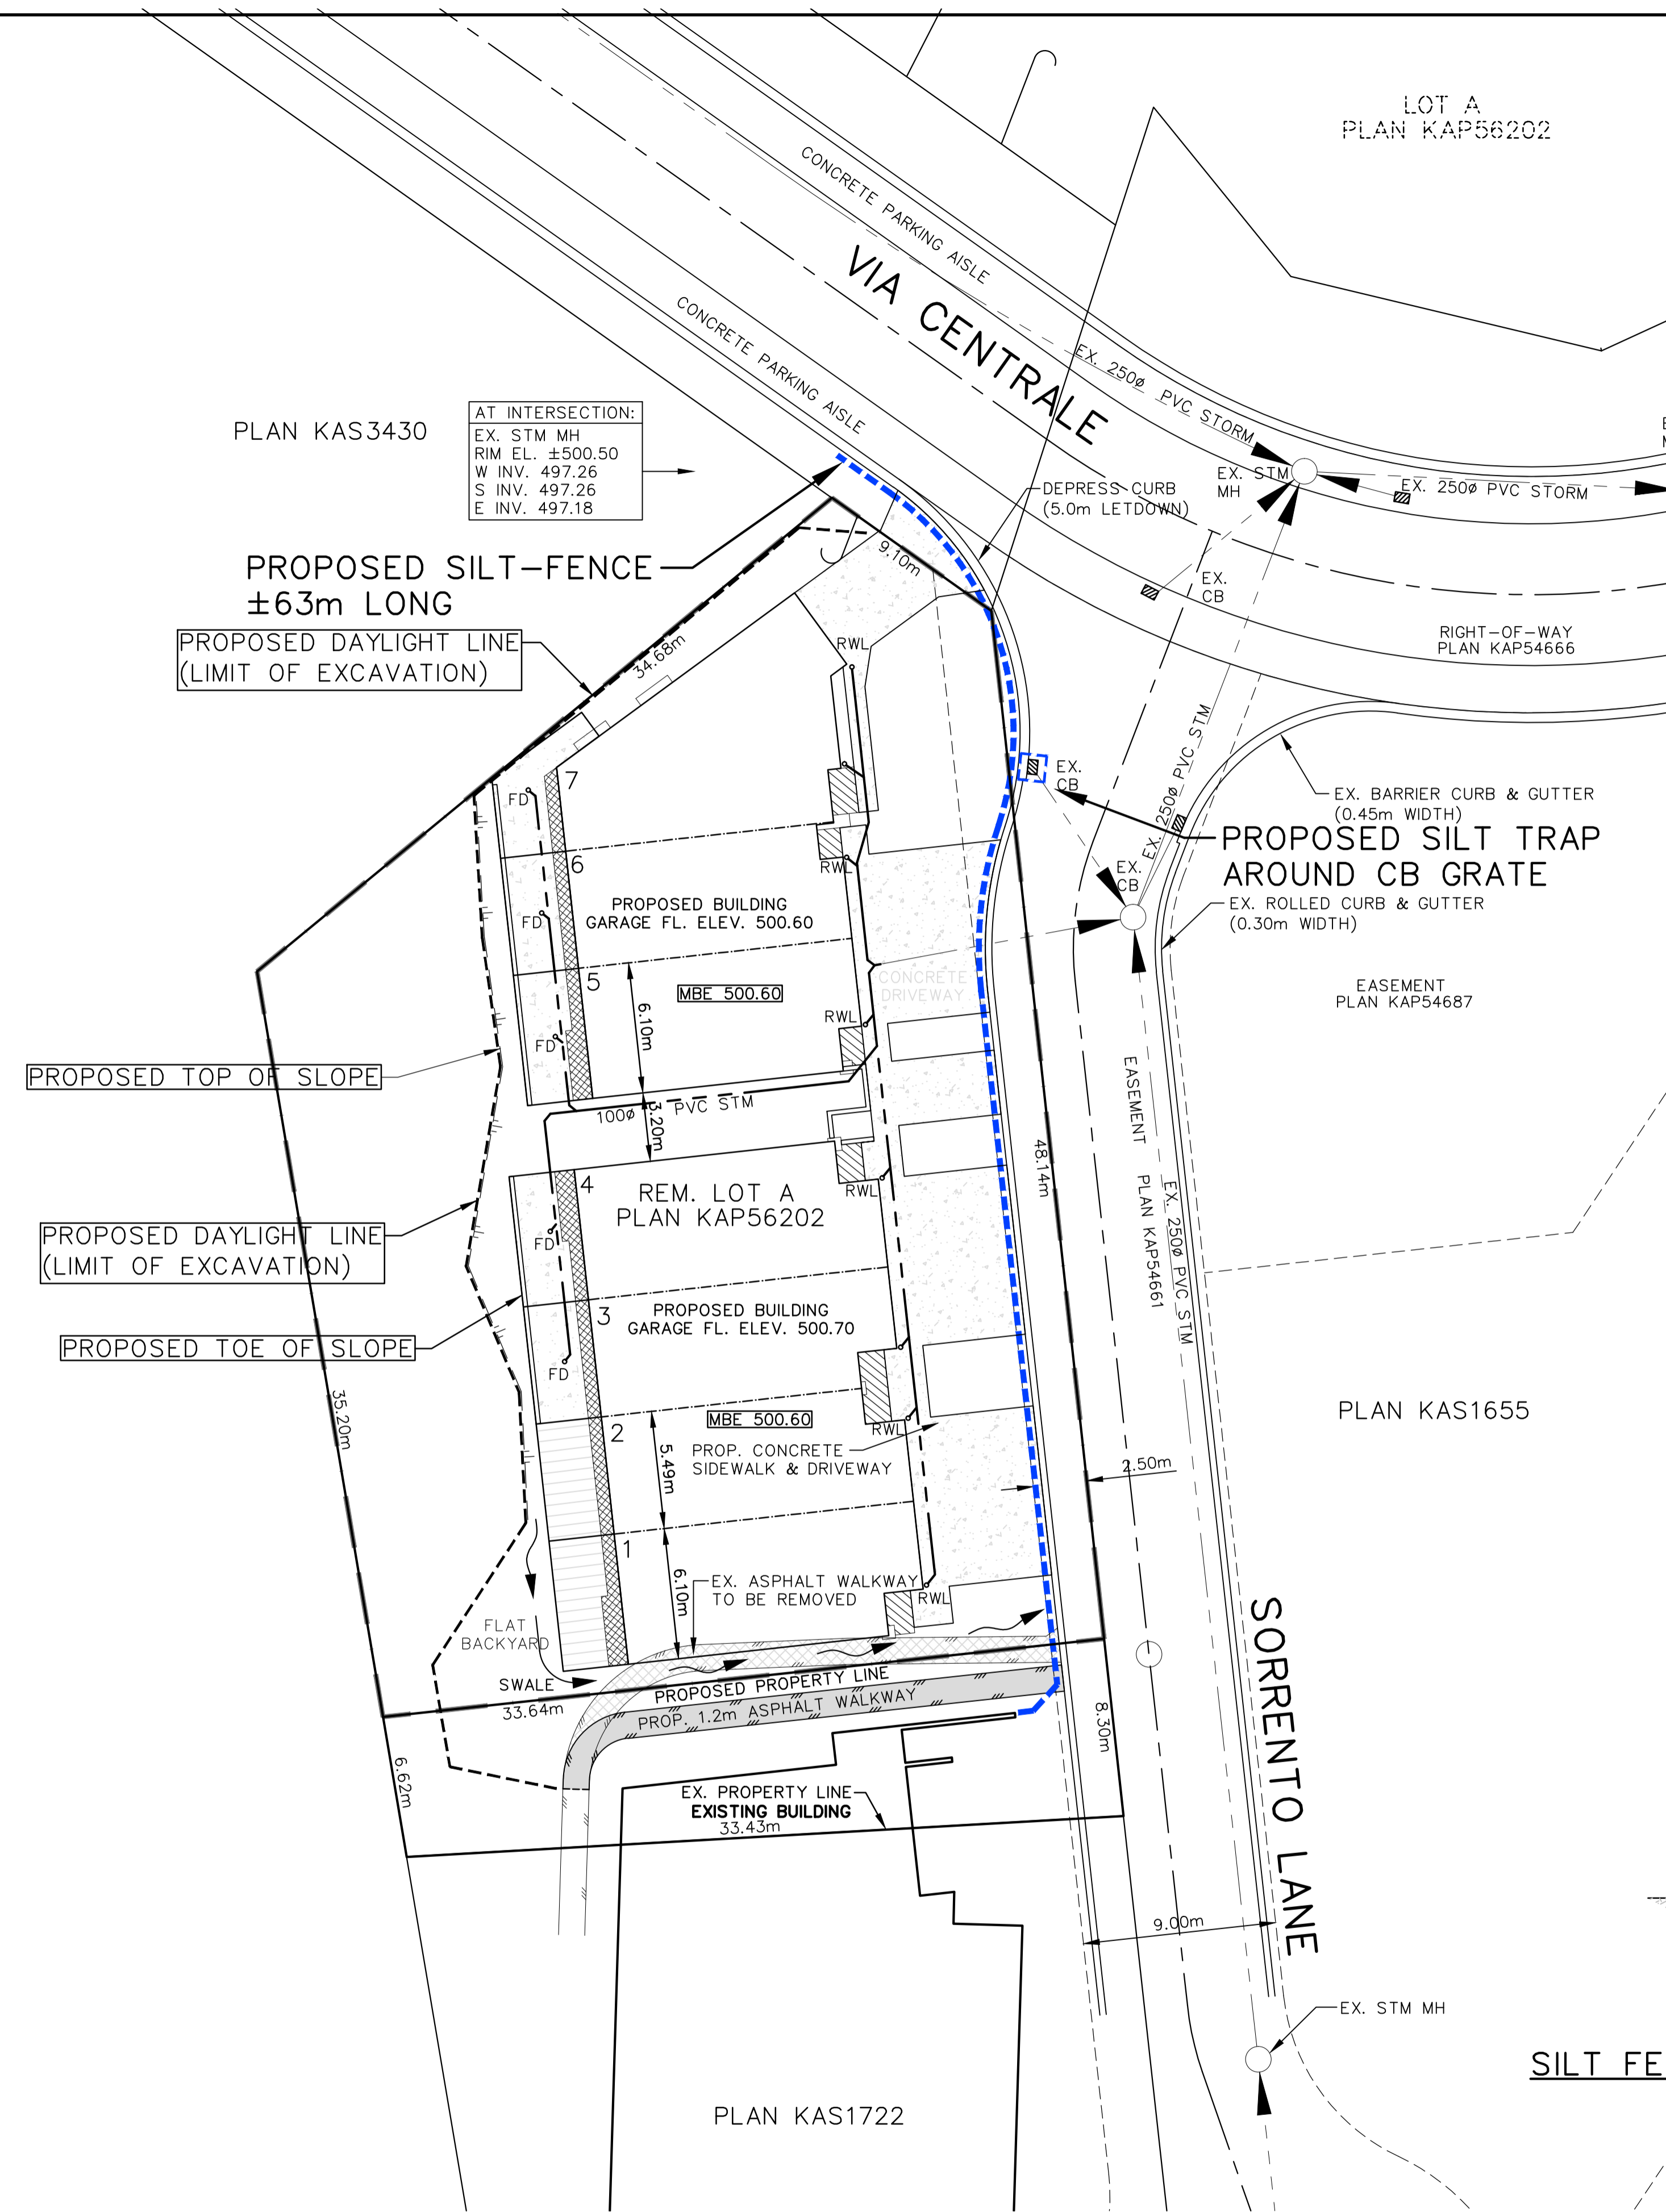 LOT A
PLAN KAP56202
CONCRETE PARKING AISLE
VIA CENTRALE
CONCRETE PARKING AISLE
EX. 250ø PVC STORM
PLAN KAS3430
AT INTERSECTION:
EX. STM MH
RIM EL. ±500.50
W INV. 497.26
S INV. 497.26
E INV. 497.18
EX. STM
MH
EX. 250ø PVC STORM
DEPRESS CURB
(5.0m LETDOWN)
PROPOSED SILT-FENCE
±63m LONG
9.10m
EX.
CB
PROPOSED DAYLIGHT LINE
(LIMIT OF EXCAVATION)
34.68m
RWL
RIGHT-OF-WAY
PLAN KAP54666
EX. 250ø PVC STM
7
FD
EX.
CB
EX. BARRIER CURB & GUTTER
(0.45m WIDTH)
PROPOSED SILT TRAP
AROUND CB GRATE
6
RWL
EX.
CB
EX. ROLLED CURB & GUTTER
(0.30m WIDTH)
FD
PROPOSED BUILDING
GARAGE FL. ELEV. 500.60
5
MBE 500.60
CONCRETE
DRIVEWAY
EASEMENT
PLAN KAP54687
6.10m
RWL
FD
PROPOSED TOP OF SLOPE
100ø PVC STM
3.20m
EASEMENT PLAN KAP54661
48.14m
4
REM. LOT A
PLAN KAP56202
RWL
EX. 250ø PVC STM
FD
PROPOSED DAYLIGHT LINE
(LIMIT OF EXCAVATION)
3
PROPOSED BUILDING
GARAGE FL. ELEV. 500.70
PROPOSED TOE OF SLOPE
FD
35.20m
2
MBE 500.60
RWL
PLAN KAS1655
PROP. CONCRETE
SIDEWALK & DRIVEWAY
5.49m
2.50m
1
6.10m
EX. ASPHALT WALKWAY
TO BE REMOVED
RWL
FLAT
BACKYARD
SWALE
33.64m
PROPOSED PROPERTY LINE
PROP. 1.2m ASPHALT WALKWAY
8.30m
SORRENTO LANE
6.62m
EX. PROPERTY LINE
EXISTING BUILDING
33.43m
9.00m
EX. STM MH
SILT FE
PLAN KAS1722